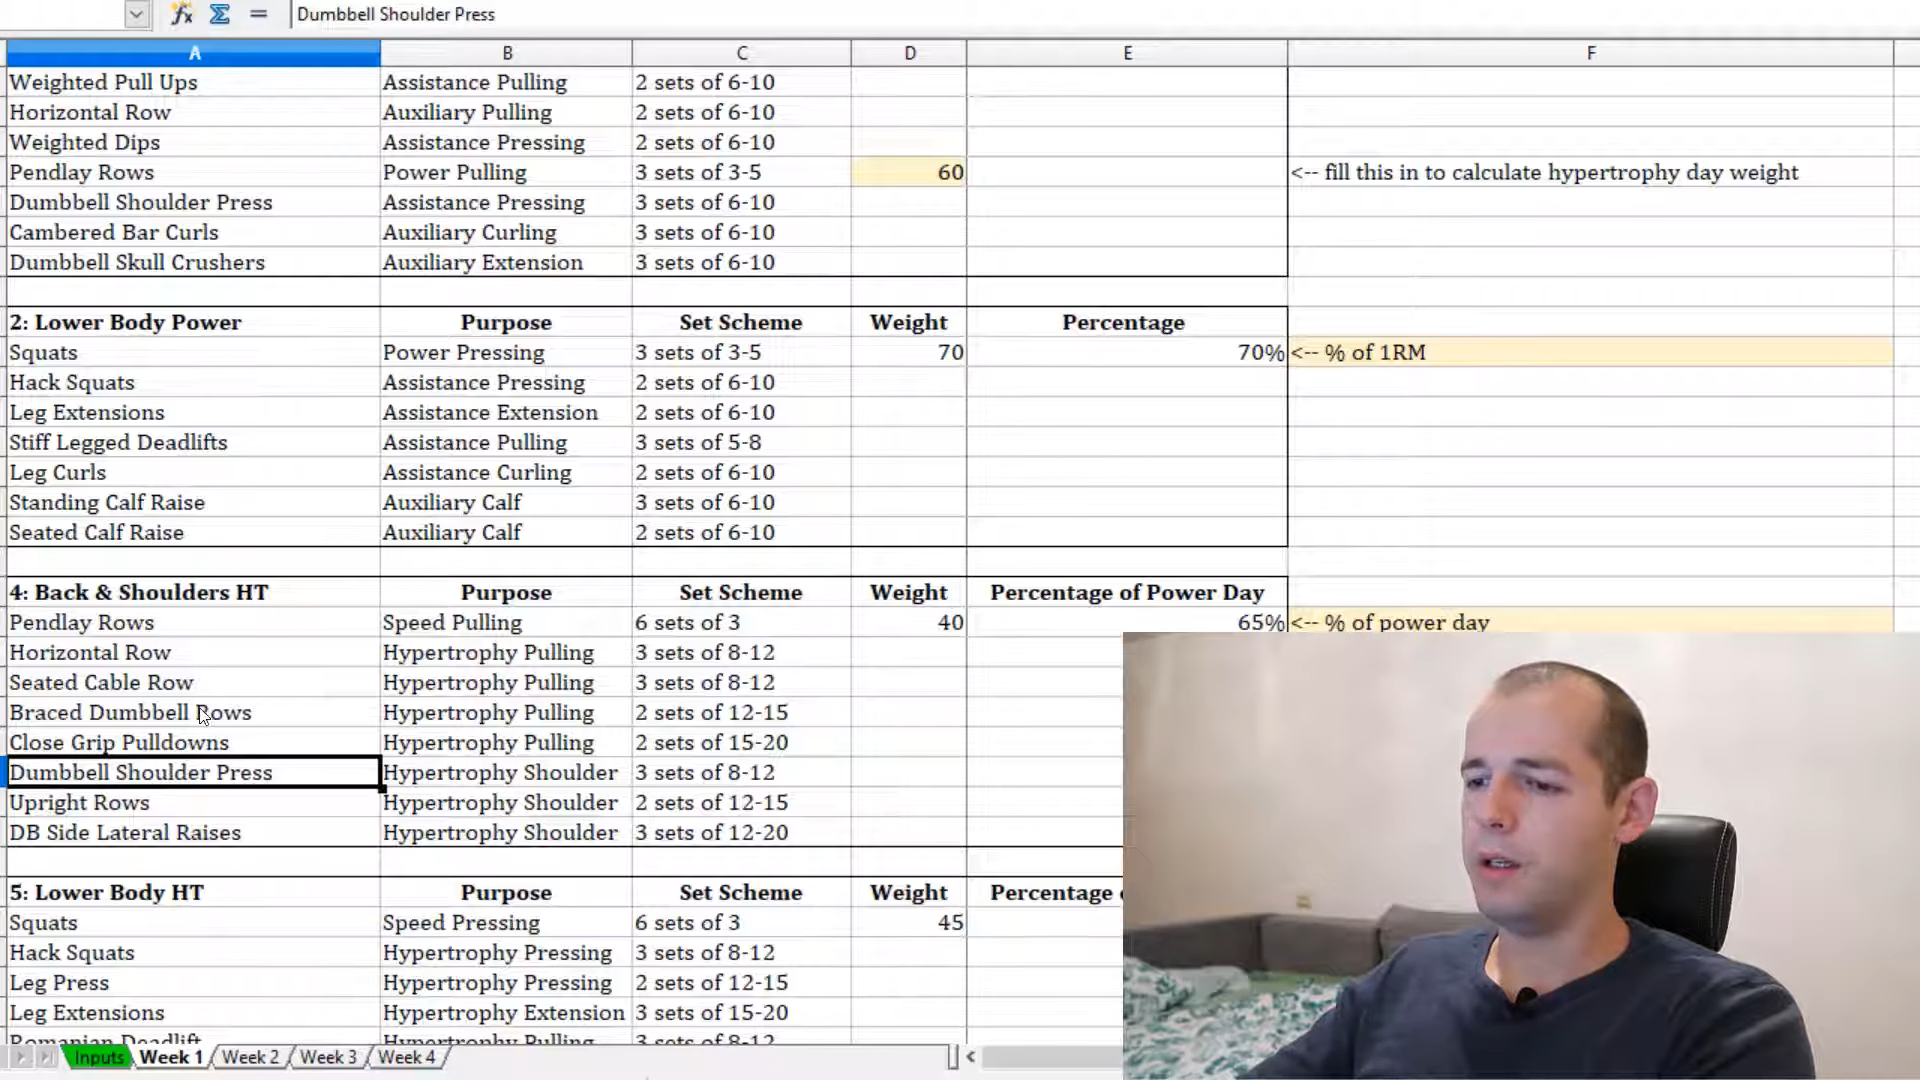 Dumbbell Shoulder Press
A B C D E F
Weighted Pull Ups Assistance Pulling 2 sets of 6-10
Horizontal Row Auxiliary Pulling 2 sets of 6-10
Weighted Dips Assistance Pressing 2 sets of 6-10
Pendlay Rows Power Pulling 3 sets of 3-5 60 <-- fill this in to calculate hypertrophy day weight
Dumbbell Shoulder Press Assistance Pressing 3 sets of 6-10
Cambered Bar Curls Auxiliary Curling 3 sets of 6-10
Dumbbell Skull Crushers Auxiliary Extension 3 sets of 6-10
2: Lower Body Power Purpose Set Scheme Weight Percentage
Squats Power Pressing 3 sets of 3-5 70 70% <-- % of 1RM
Hack Squats Assistance Pressing 2 sets of 6-10
Leg Extensions Assistance Extension 2 sets of 6-10
Stiff Legged Deadlifts Assistance Pulling 3 sets of 5-8
Leg Curls Assistance Curling 2 sets of 6-10
Standing Calf Raise Auxiliary Calf 3 sets of 6-10
Seated Calf Raise Auxiliary Calf 2 sets of 6-10
4: Back & Shoulders HT Purpose Set Scheme Weight Percentage of Power Day
Pendlay Rows Speed Pulling 6 sets of 3 40 65% <-- % of power day
Horizontal Row Hypertrophy Pulling 3 sets of 8-12
Seated Cable Row Hypertrophy Pulling 3 sets of 8-12
Braced Dumbbell Rows Hypertrophy Pulling 2 sets of 12-15
Close Grip Pulldowns Hypertrophy Pulling 2 sets of 15-20
Dumbbell Shoulder Press Hypertrophy Shoulder 3 sets of 8-12
Upright Rows Hypertrophy Shoulder 2 sets of 12-15
DB Side Lateral Raises Hypertrophy Shoulder 3 sets of 12-20
5: Lower Body HT Purpose Set Scheme Weight Percentage
Squats Speed Pressing 6 sets of 3 45
Hack Squats Hypertrophy Pressing 3 sets of 8-12
Leg Press Hypertrophy Pressing 2 sets of 12-15
Leg Extensions Hypertrophy Extension 3 sets of 15-20
Romanian Deadlift Hypertrophy Pulling 3 sets of 8-12
Inputs Week 1 Week 2 Week 3 Week 4